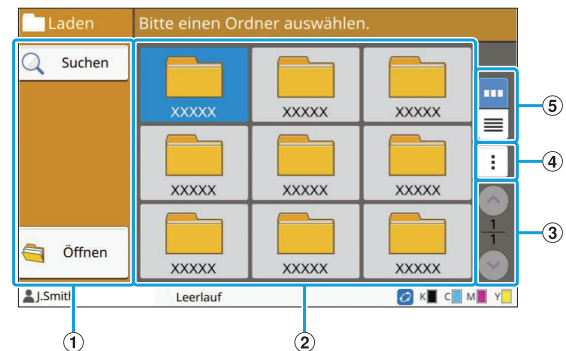 Laden Bitte einen Ordner auswählen.
Suchen
XXXXX XXXXX XXXXX
XXXXX XXXXX XXXXX
Öffnen
XXXXX XXXXX XXXXX
1
1
J.Smith Leerlauf K C M Y
5
4
3
1 2